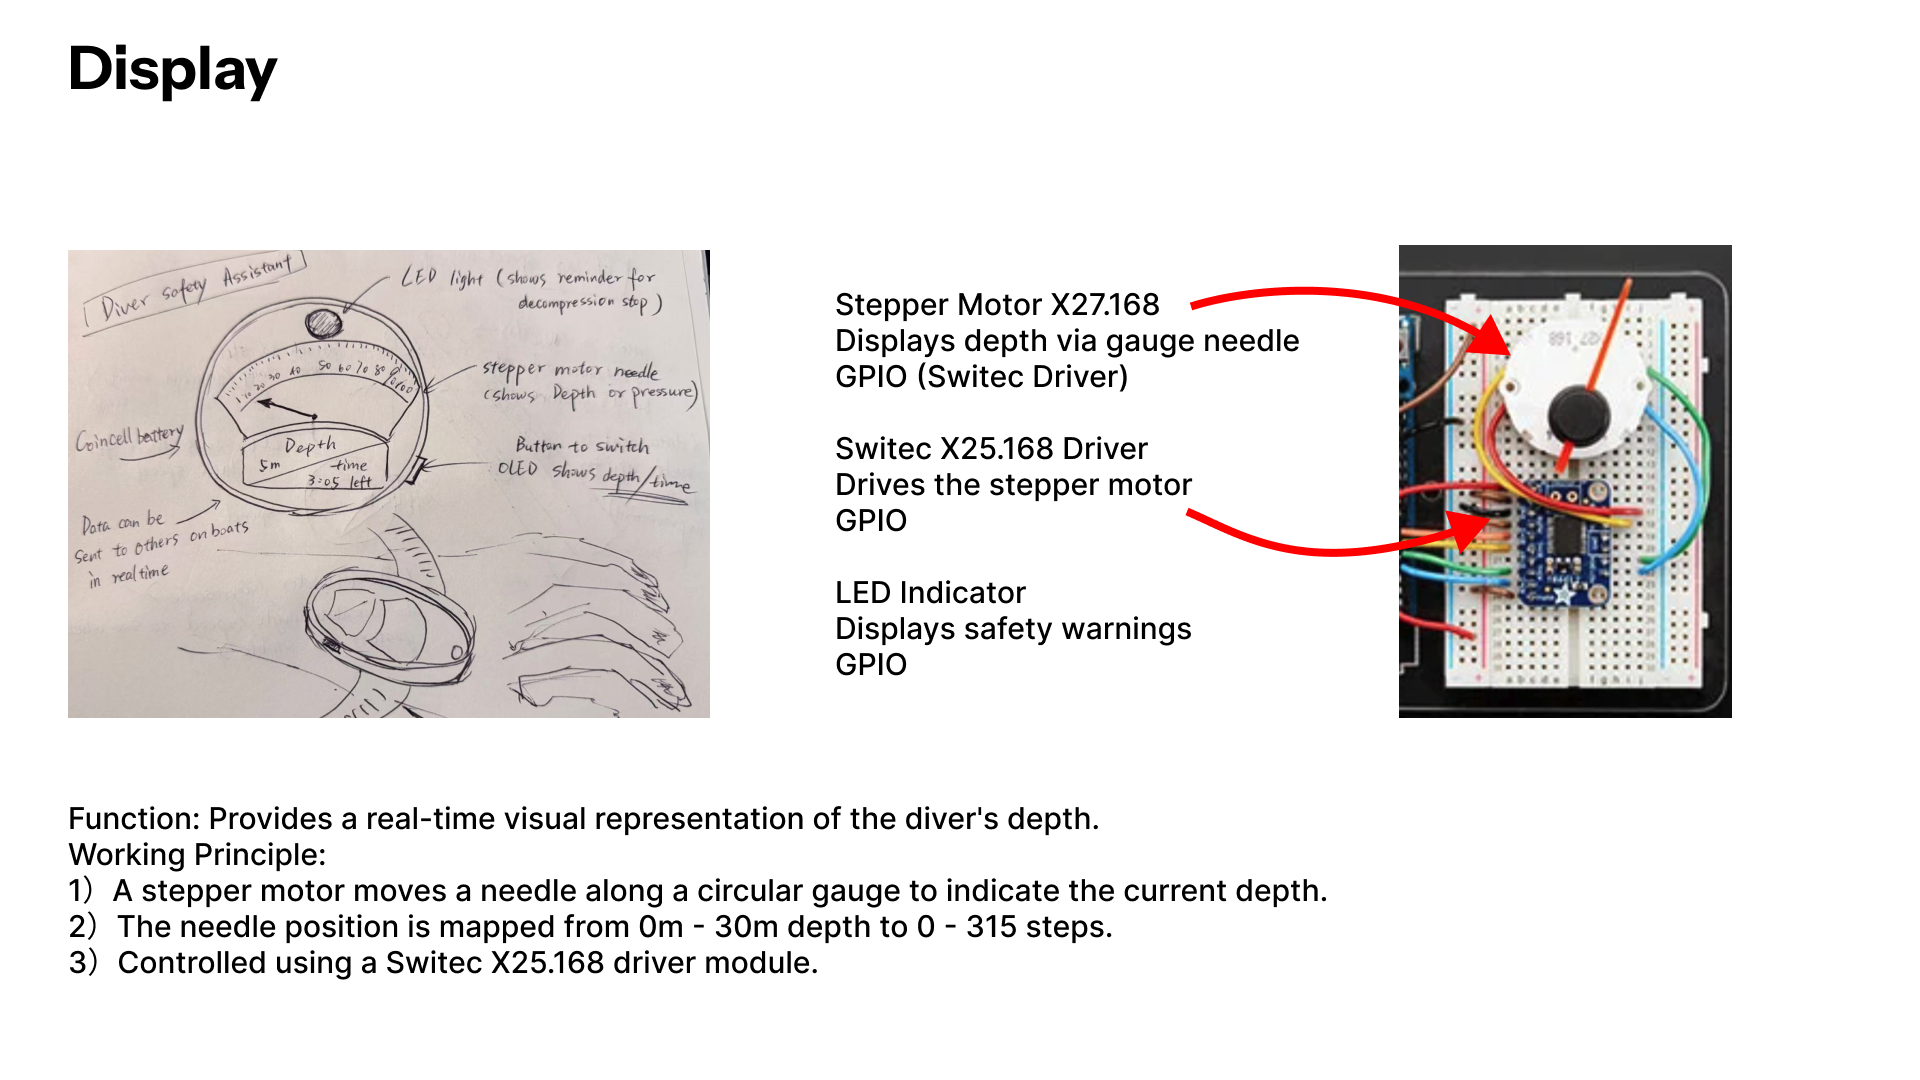 Display
Diver safety Assistant
LED light (shows reminder for
decompression stop)
10 20 30 40 50 60 70 80 90 100
stepper motor needle
(shows Depth or pressure)
Coincell battery
Depth
5m
time
3:05 left
Button to switch
OLED shows depth/time
Data can be
sent to others on boats
in realtime
Stepper Motor X27.168
Displays depth via gauge needle
GPIO (Switec Driver)
Switec X25.168 Driver
Drives the stepper motor
GPIO
LED Indicator
Displays safety warnings
GPIO
Function: Provides a real-time visual representation of the diver's depth.
Working Principle:
1）A stepper motor moves a needle along a circular gauge to indicate the current depth.
2）The needle position is mapped from 0m - 30m depth to 0 - 315 steps.
3）Controlled using a Switec X25.168 driver module.